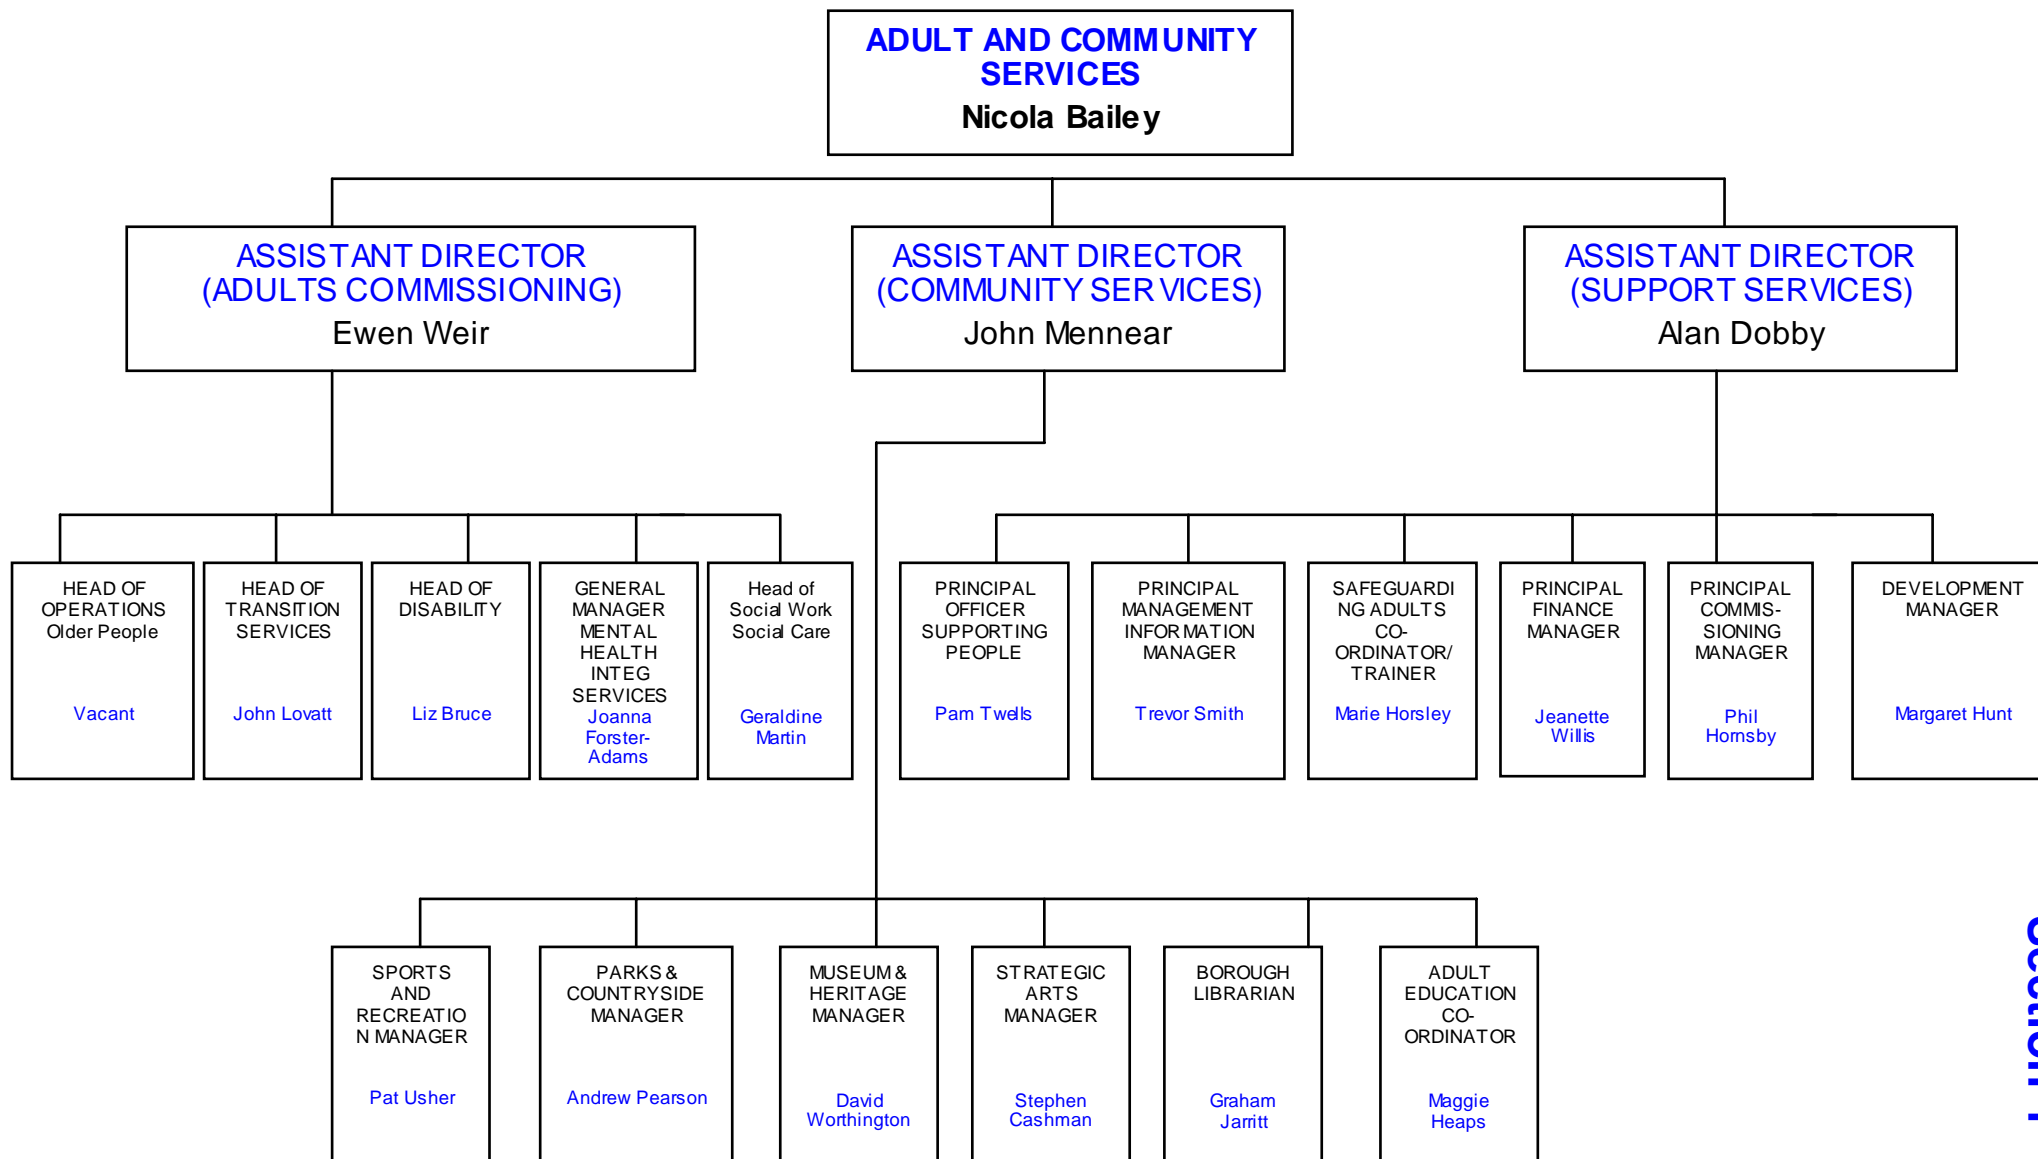 ADULT AND COMMUNITY
SERVICES
Nicola Bailey
ASSISTANT DIRECTOR
(ADULTS COMMISSIONING)
Ewen Weir
ASSISTANT DIRECTOR
(COMMUNITY SERVICES)
John Mennear
ASSISTANT DIRECTOR
(SUPPORT SERVICES)
Alan Dobby
HEAD OF
OPERATIONS
Older People
Vacant
HEAD OF
TRANSITION
SERVICES
John Lovatt
HEAD OF
DISABILITY
Liz Bruce
GENERAL
MANAGER
MENTAL
HEALTH
INTEG
SERVICES
Joanna
Forster-
Adams
Head of
Social Work
Social Care
Geraldine
Martin
PRINCIPAL
OFFICER
SUPPORTING
PEOPLE
Pam Twells
PRINCIPAL
MANAGEMENT
INFORMATION
MANAGER
Trevor Smith
SAFEGUARDI
NG ADULTS
CO-
ORDINATOR/
TRAINER
Marie Horsley
PRINCIPAL
FINANCE
MANAGER
Jeanette
Willis
PRINCIPAL
COMMIS-
SIONING
MANAGER
Phil
Hornsby
DEVELOPMENT
MANAGER
Margaret Hunt
SPORTS
AND
RECREATIO
N MANAGER
Pat Usher
PARKS &
COUNTRYSIDE
MANAGER
Andrew Pearson
MUSEUM &
HERITAGE
MANAGER
David
Worthington
STRATEGIC
ARTS
MANAGER
Stephen
Cashman
BOROUGH
LIBRARIAN
Graham
Jarritt
ADULT
EDUCATION
CO-
ORDINATOR
Maggie
Heaps
Section